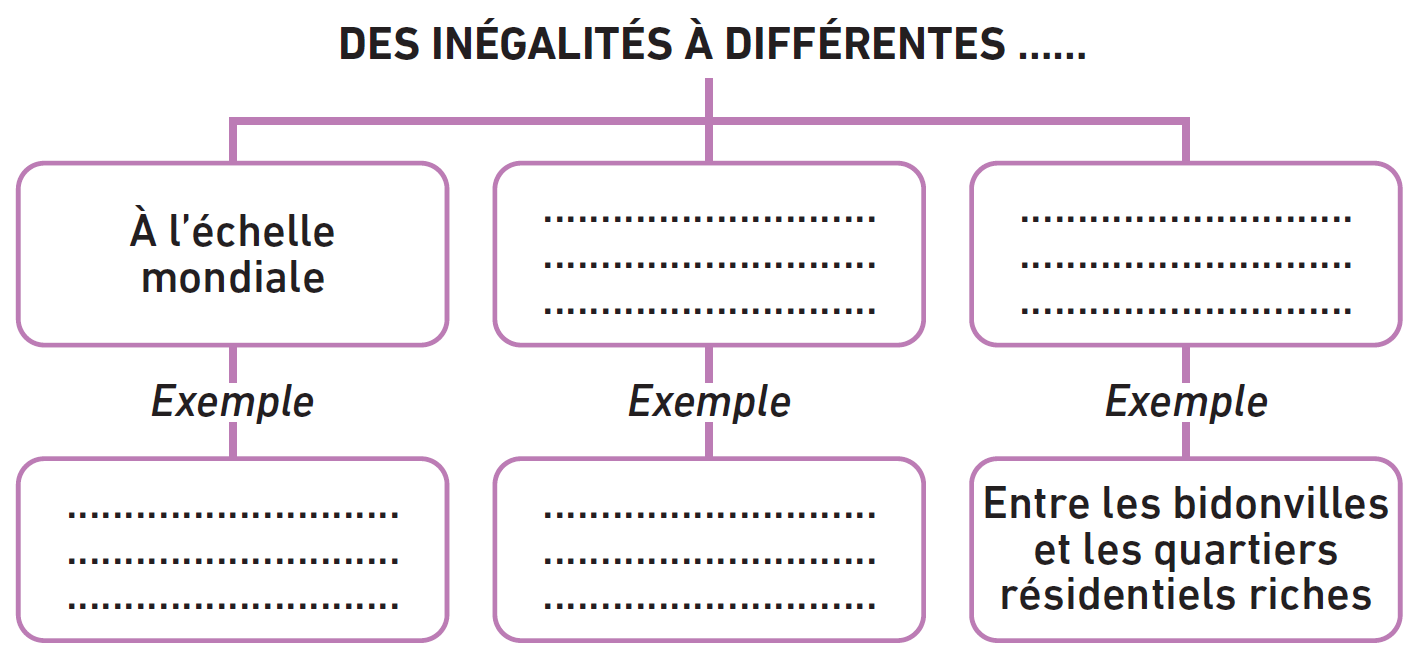 DES INÉGALITÉS À DIFFÉRENTES ......
À l'échelle
mondiale
.............................
.............................
.............................
.............................
.............................
.............................
Exemple
Exemple
Exemple
.............................
.............................
.............................
.............................
.............................
.............................
Entre les bidonvilles
et les quartiers
résidentiels riches